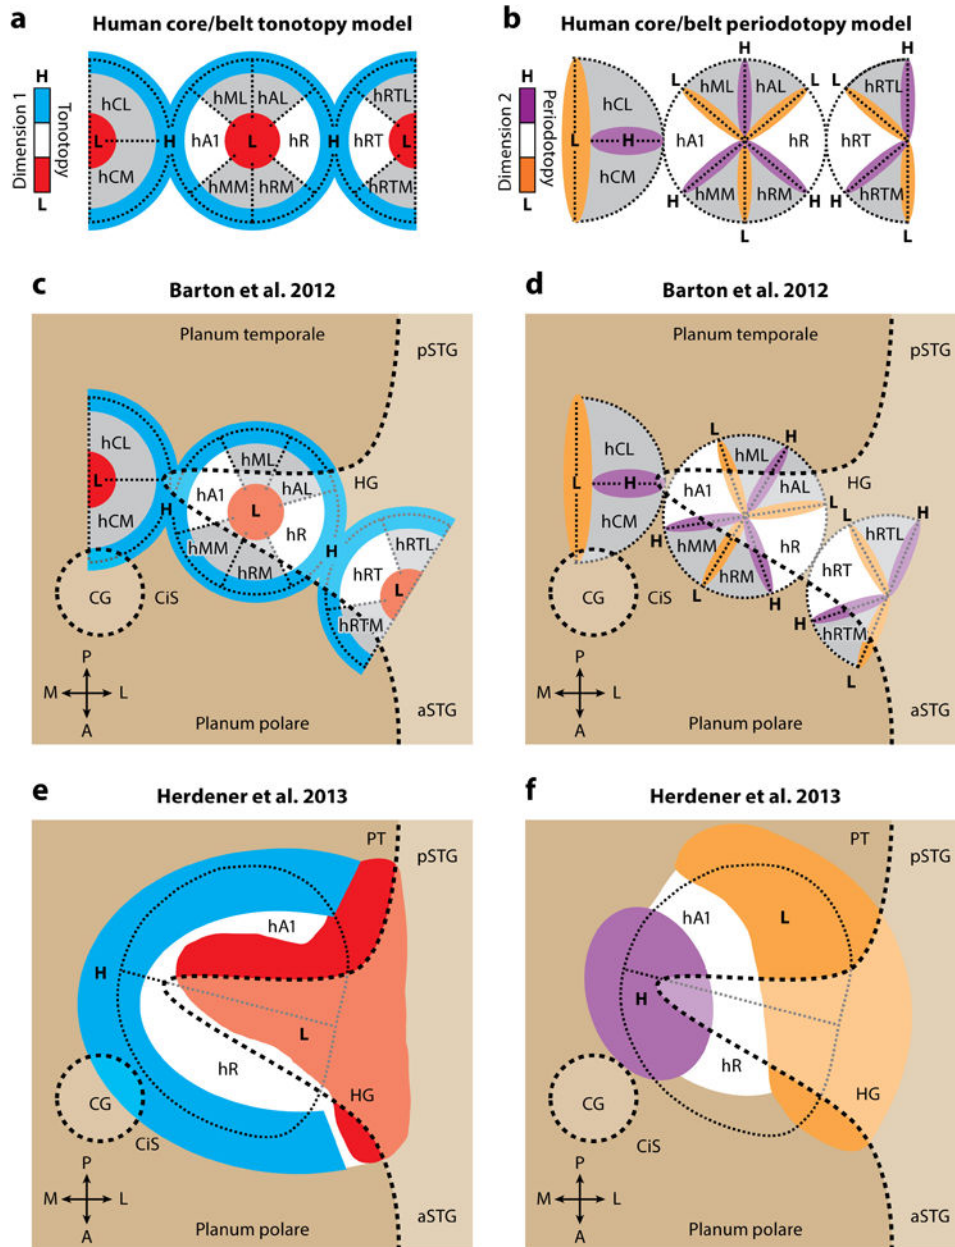 a Human core/belt tonotopy model
H
Dimension 1
Tonotopy
L
hCL
L
hCM
H
hML hAL
hA1 L hR
hMM hRM
H
hRTL
hRT L
hRTM
b Human core/belt periodotopy model
H
Dimension 2
Periodotopy
L
hCL
L H
hCM
H
L hML hAL L
hA1 hR
H hMM hRM H
L
H
L hRTL
hRT
H hRTM
L
c Barton et al. 2012
Planum temporale
pSTG
hCL
L
hCM
H
hML
hA1 hAL
L
hR
hMM
hRM
HG
H
hRTL
hRT
L
hRTM
CG CiS
P
M L
A
Planum polare
aSTG
d Barton et al. 2012
Planum temporale
pSTG
hCL
L H
hCM
L H
hML
hA1 hAL
L
HG
H hMM hR
hRM
L H
L H
hRTL
hRT
H hRTM
L
CG CiS
P
M L
A
Planum polare
aSTG
e Herdener et al. 2013
PT
pSTG
hA1
H
L
hR
HG
CG
CiS
P
M L
A
Planum polare
aSTG
f Herdener et al. 2013
PT
pSTG
hA1 L
H
hR
HG
CG
CiS
P
M L
A
Planum polare
aSTG